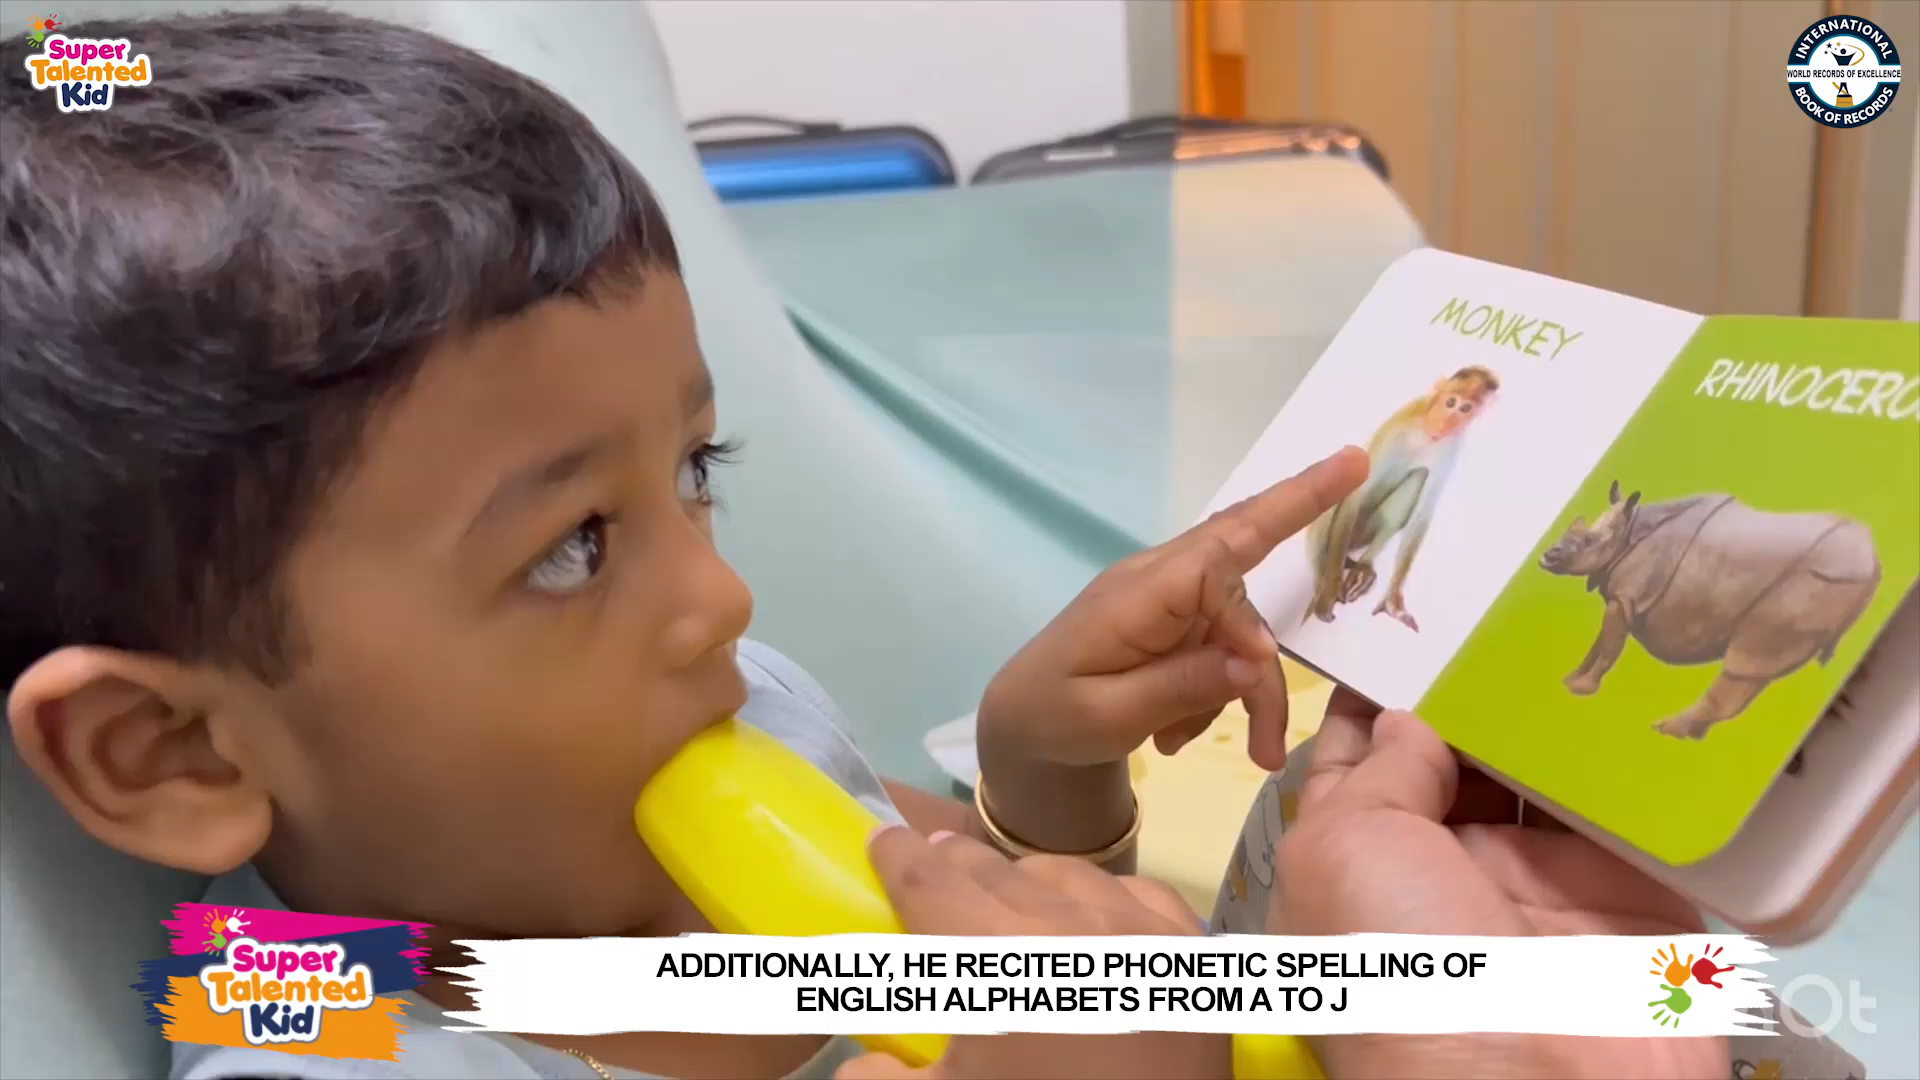 Super
Talented
Kid
INTERNATIONAL
WORLD RECORDS OF EXCELLENCE
BOOK OF RECORDS
MONKEY
RHINOCERO
Super
Talented
Kid
ADDITIONALLY, HE RECITED PHONETIC SPELLING OF
ENGLISH ALPHABETS FROM A TO J